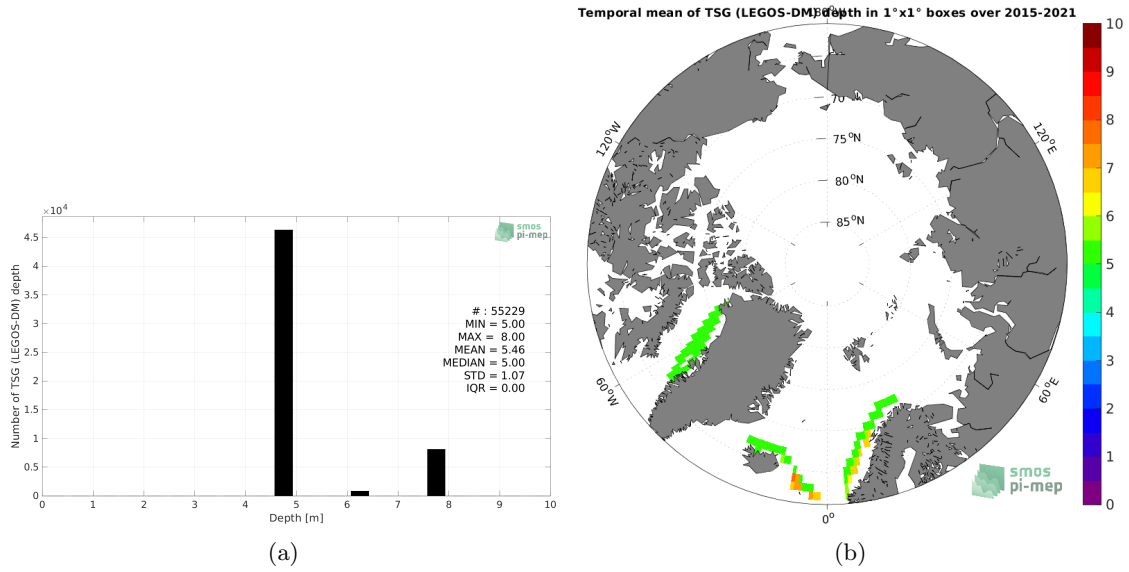 ×10⁴
4.5
4
3.5
3
2.5
2
1.5
1
0.5
0
0 1 2 3 4 5 6 7 8 9 10
Number of TSG (LEGOS-DM) depth
Depth [m]
smos
pi-mep
# : 55229
MIN = 5.00
MAX = 8.00
MEAN = 5.46
MEDIAN = 5.00
STD = 1.07
IQR = 0.00
(a)
Temporal mean of TSG (LEGOS-DM) depth in 1°x1° boxes over 2015-2021
120°W
120°E
60°W
60°E
0°
70
75°N
80°N
85°N
10
9
8
7
6
5
4
3
2
1
0
smos
pi-mep
(b)